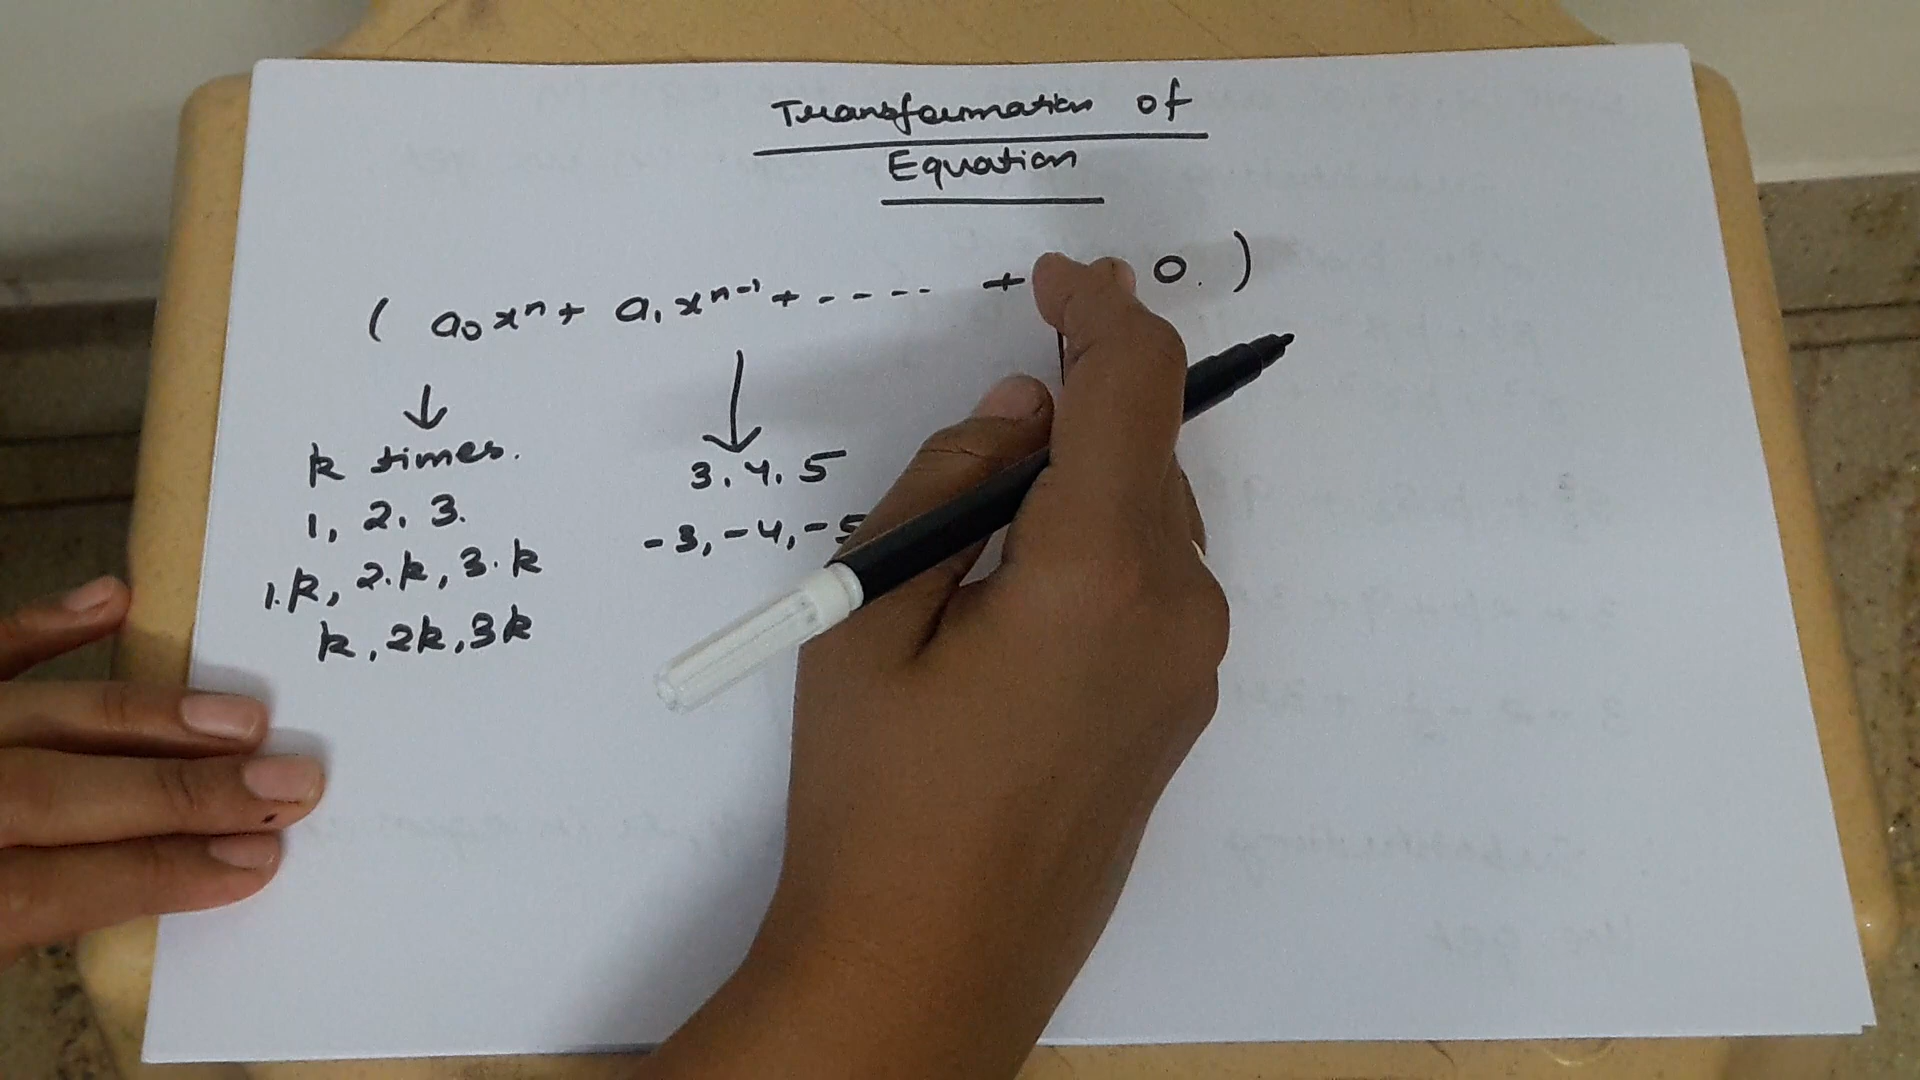 Transformation of
Equation
( a₀xⁿ + a₁xⁿ⁻¹ + - - - - + 0. )
k times.
1, 2, 3.
1.k, 2.k, 3.k
k, 2k, 3k
3, 4, 5
-3, -4, -5